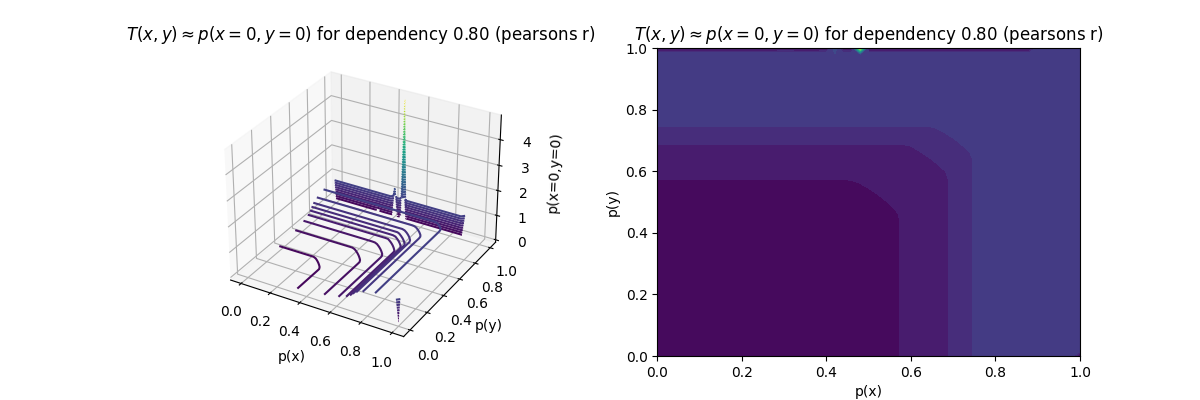 T(x, y) ≈ p(x = 0, y = 0) for dependency 0.80 (pearsons r)
4
3
2
1
0
p(x=0,y=0)
1.0
0.8
0.6
0.4
0.2
0.0
p(y)
0.0
0.2
0.4
0.6
0.8
1.0
p(x)
T(x, y) ≈ p(x = 0, y = 0) for dependency 0.80 (pearsons r)
1.0
0.8
0.6
0.4
0.2
0.0
p(y)
0.0 0.2 0.4 0.6 0.8 1.0
p(x)